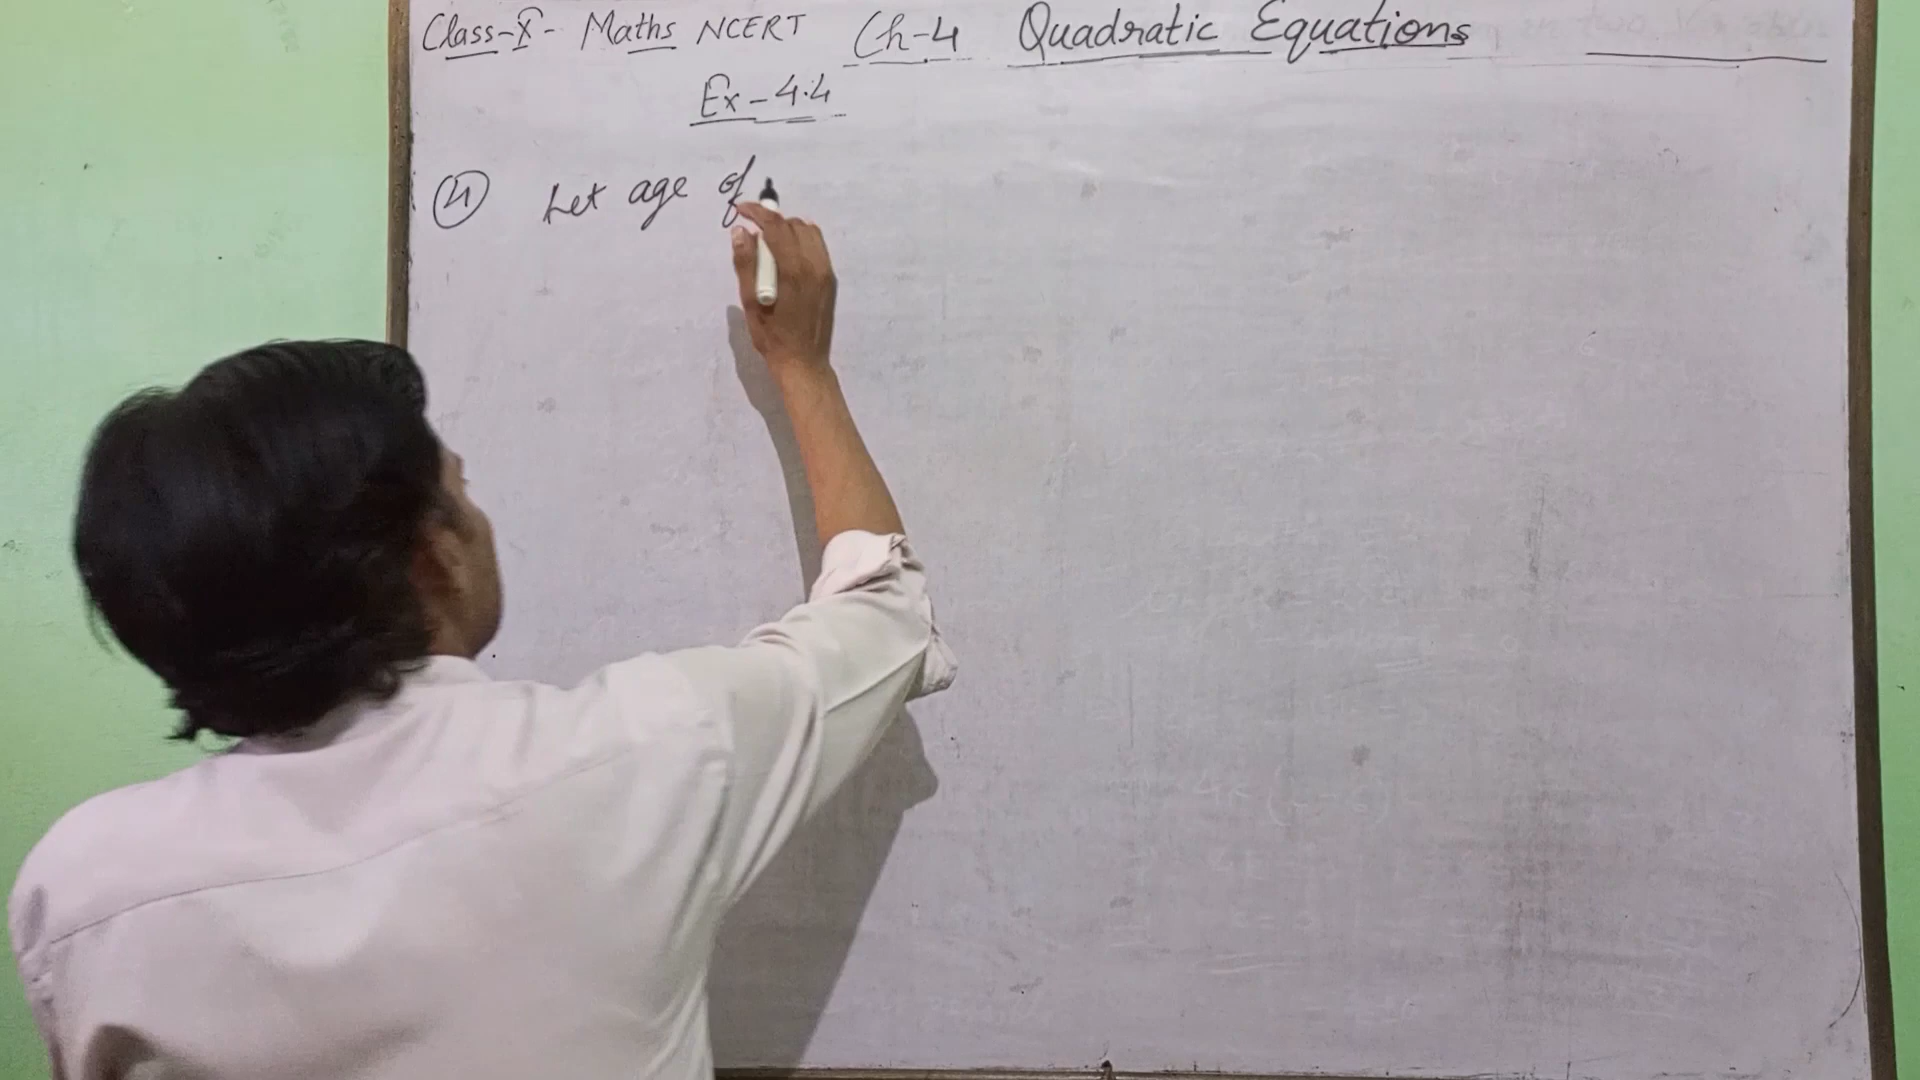 Class-X- Maths NCERT Ch-4 Quadratic Equations
Ex-4.4
4 Let age of